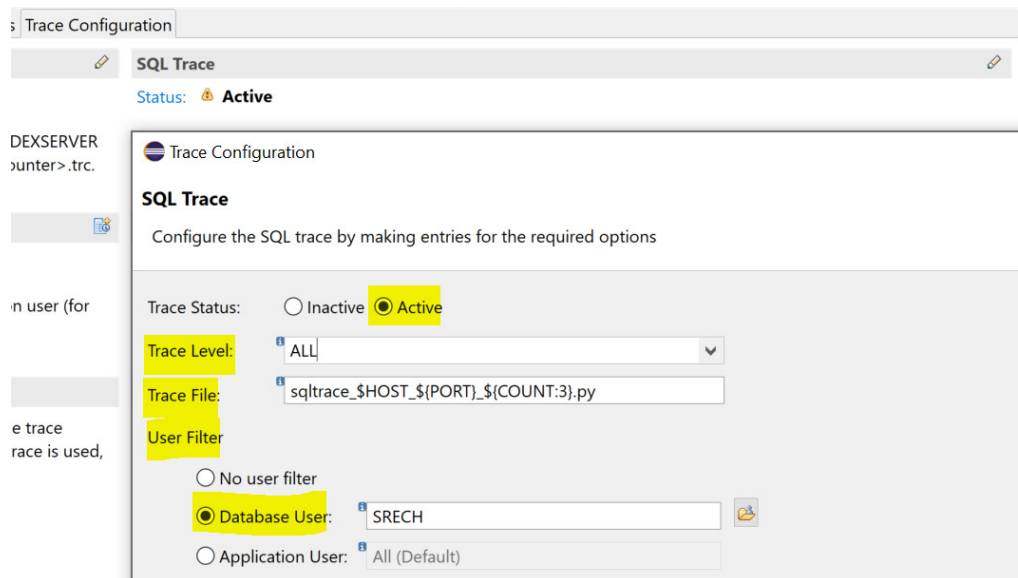 s Trace Configuration
SQL Trace
Status: Active
DEXSERVER
ounter>.trc.
Trace Configuration
SQL Trace
Configure the SQL trace by making entries for the required options
n user (for
Trace Status: Inactive Active
Trace Level: ALL
Trace File: sqltrace_$HOST_${PORT}_${COUNT:3}.py
e trace
User Filter
race is used,
No user filter
Database User: SRECH
Application User: All (Default)